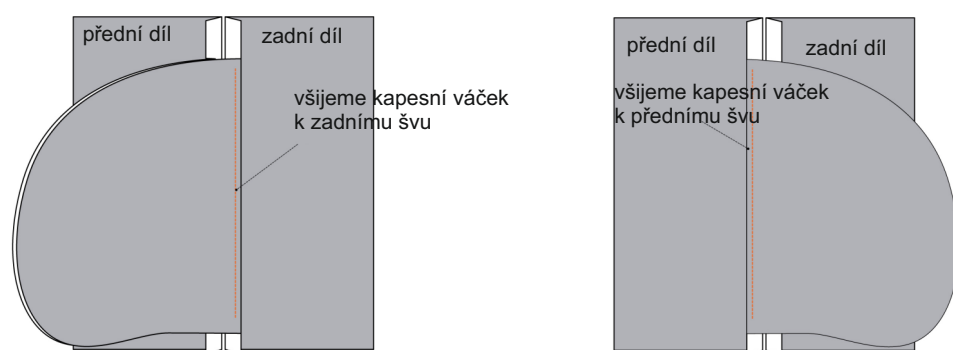 přední díl
zadní díl
všijeme kapesní váček
k zadnímu švu
přední díl
zadní díl
všijeme kapesní váček
k přednímu švu